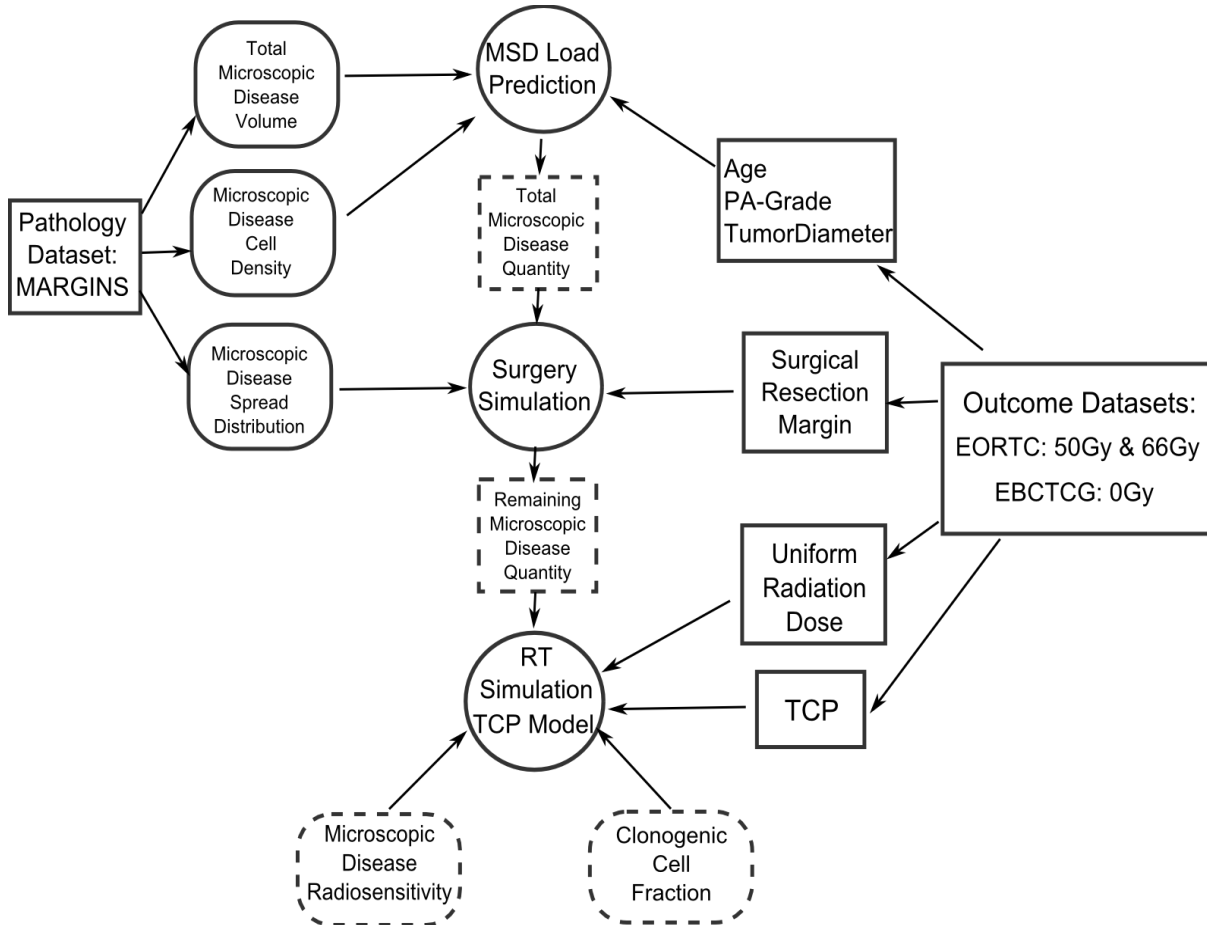 Total
Microscopic
Disease
Volume
MSD Load
Prediction
Age
PA-Grade
TumorDiameter
Pathology
Dataset:
MARGINS
Microscopic
Disease
Cell
Density
Total
Microscopic
Disease
Quantity
Microscopic
Disease
Spread
Distribution
Surgery
Simulation
Surgical
Resection
Margin
Outcome Datasets:
EORTC: 50Gy & 66Gy
EBCTCG: 0Gy
Remaining
Microscopic
Disease
Quantity
Uniform
Radiation
Dose
RT
Simulation
TCP Model
TCP
Microscopic
Disease
Radiosensitivity
Clonogenic
Cell
Fraction